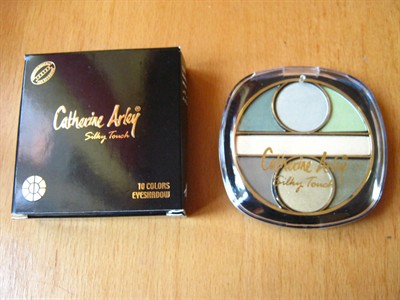 Catherine Arley
Silky Touch
10 COLORS
EYESHADOW
Catherine Arley
Silky Touch